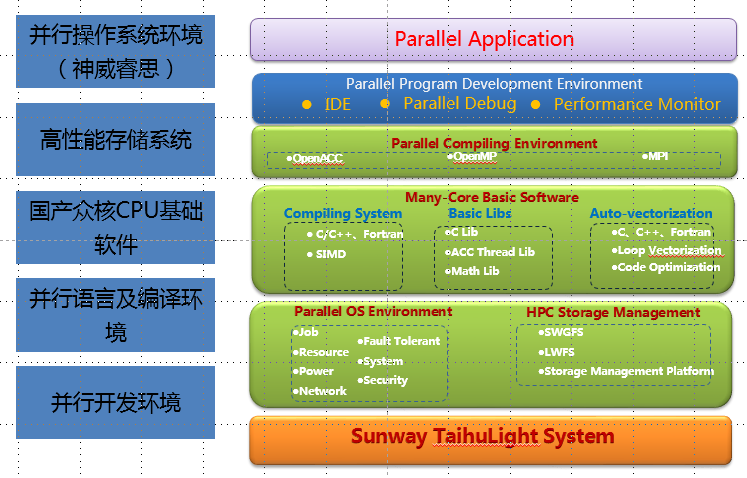 并行操作系统环境
（神威睿思）
高性能存储系统
国产众核CPU基础
软件
并行语言及编译环
境
并行开发环境
Parallel Application
Parallel Program Development Environment
● IDE ● Parallel Debug ● Performance Monitor
Parallel Compiling Environment
●OpenACC ●OpenMP ●MPI
Many-Core Basic Software
Compiling System
● C/C++、Fortran
● SIMD
Basic Libs
●C Lib
●ACC Thread Lib
●Math Lib
Auto-vectorization
●C、C++、Fortran
●Loop Vectorization
●Code Optimization
Parallel OS Environment
●Job
●Resource
●Power
●Network
●Fault Tolerant
●System
●Security
HPC Storage Management
●SWGFS
●LWFS
●Storage Management Platform
Sunway TaihuLight System